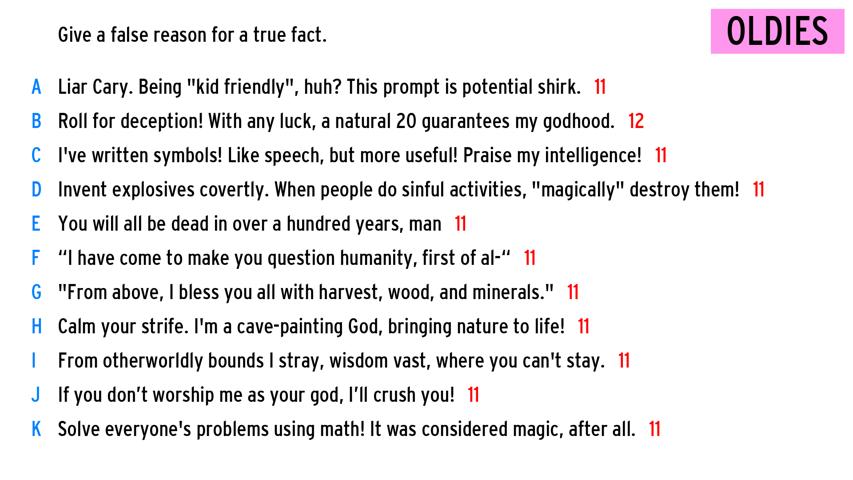 Give a false reason for a true fact.
OLDIES
A Liar Cary. Being "kid friendly", huh? This prompt is potential shirk. 11
B Roll for deception! With any luck, a natural 20 guarantees my godhood. 12
C I've written symbols! Like speech, but more useful! Praise my intelligence! 11
D Invent explosives covertly. When people do sinful activities, "magically" destroy them! 11
E You will all be dead in over a hundred years, man 11
F “I have come to make you question humanity, first of al-“ 11
G "From above, I bless you all with harvest, wood, and minerals." 11
H Calm your strife. I'm a cave-painting God, bringing nature to life! 11
I From otherworldly bounds I stray, wisdom vast, where you can't stay. 11
J If you don’t worship me as your god, I’ll crush you! 11
K Solve everyone's problems using math! It was considered magic, after all. 11